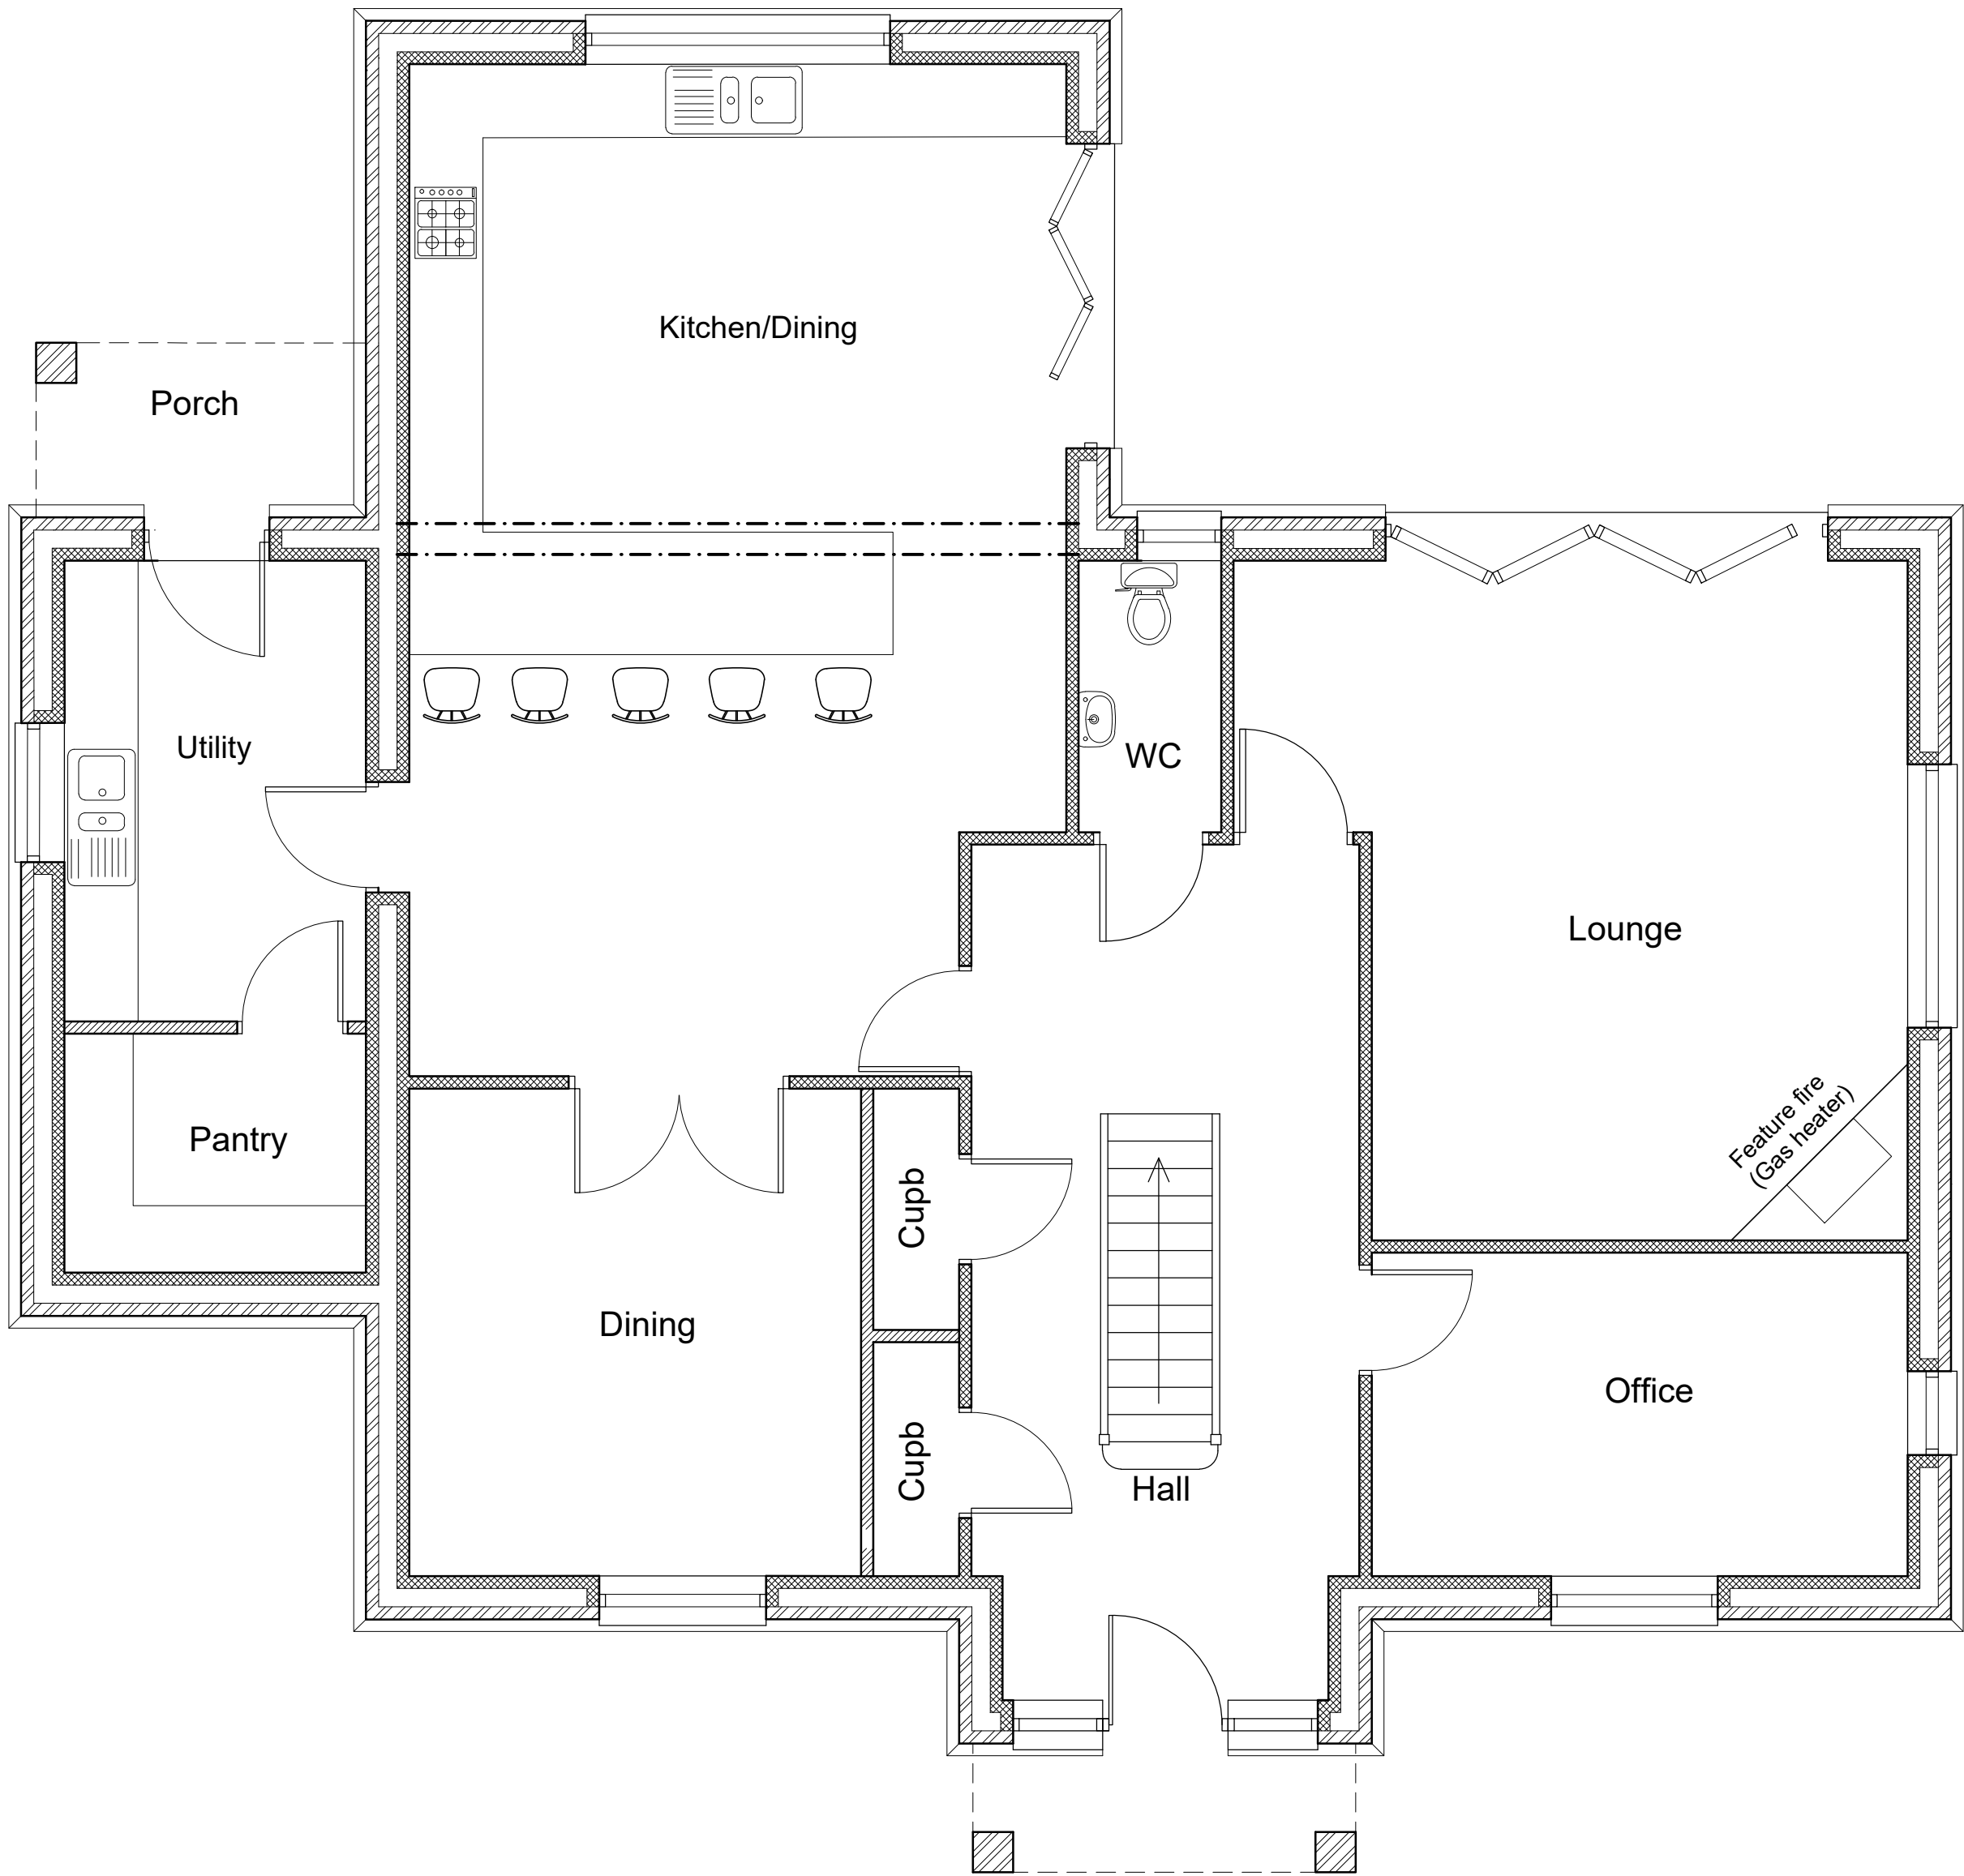 Kitchen/Dining
Porch
Utility
WC
Lounge
Feature fire
(Gas heater)
Pantry
Cupb
Dining
Office
Cupb
Hall